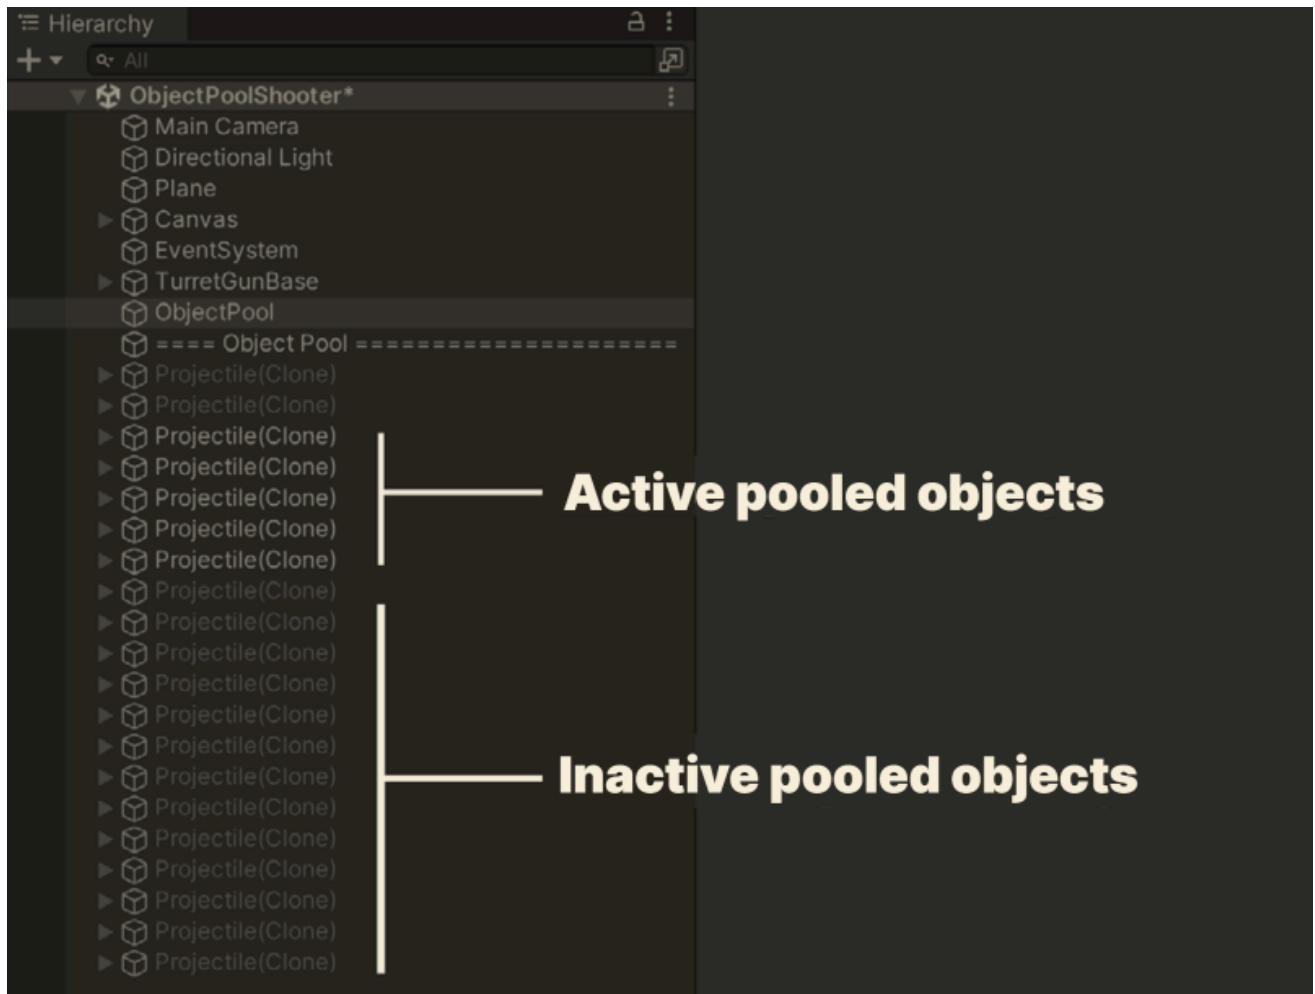 Hierarchy
All
ObjectPoolShooter*
Main Camera
Directional Light
Plane
Canvas
EventSystem
TurretGunBase
ObjectPool
==== Object Pool =====================
Projectile(Clone)
Projectile(Clone)
Projectile(Clone)
Projectile(Clone)
Projectile(Clone)
Active pooled objects
Projectile(Clone)
Projectile(Clone)
Projectile(Clone)
Projectile(Clone)
Projectile(Clone)
Projectile(Clone)
Projectile(Clone)
Projectile(Clone)
Projectile(Clone)
Inactive pooled objects
Projectile(Clone)
Projectile(Clone)
Projectile(Clone)
Projectile(Clone)
Projectile(Clone)
Projectile(Clone)